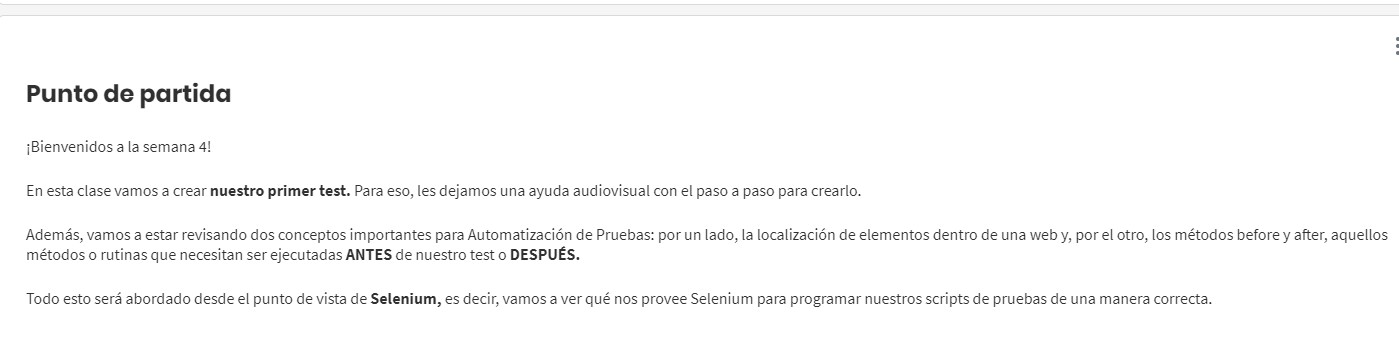 Punto de partida
¡Bienvenidos a la semana 4!
En esta clase vamos a crear nuestro primer test. Para eso, les dejamos una ayuda audiovisual con el paso a paso para crearlo.
Además, vamos a estar revisando dos conceptos importantes para Automatización de Pruebas: por un lado, la localización de elementos dentro de una web y, por el otro, los métodos before y after, aquellos
métodos o rutinas que necesitan ser ejecutadas ANTES de nuestro test o DESPUÉS.
Todo esto será abordado desde el punto de vista de Selenium, es decir, vamos a ver qué nos provee Selenium para programar nuestros scripts de pruebas de una manera correcta.